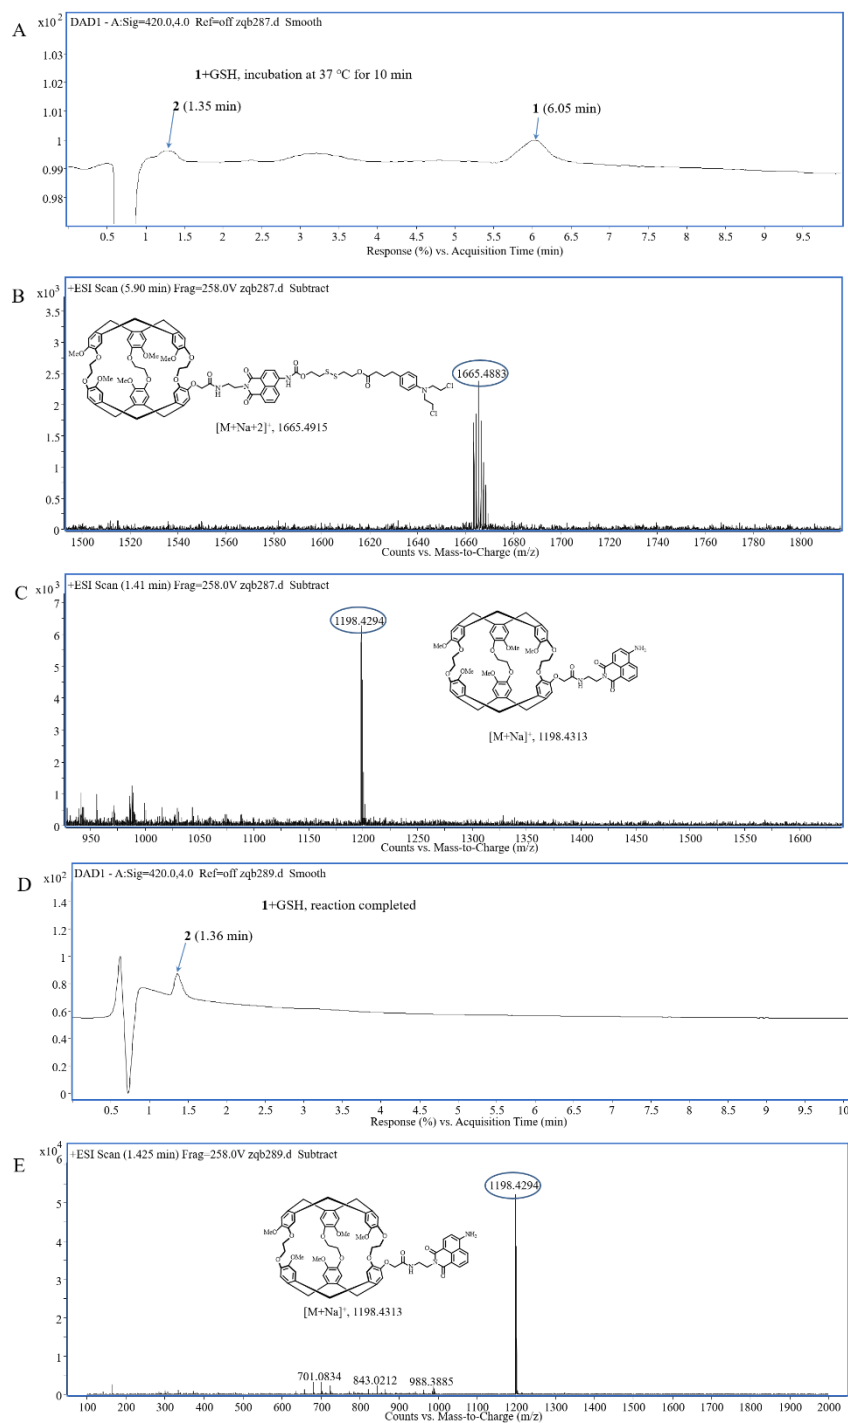 A
x10²
DAD1 - A:Sig=420.0,4.0 Ref=off zqb287.d Smooth
1.03
1.02
1.01
1
0.99
0.98
1+GSH, incubation at 37 ℃ for 10 min
2 (1.35 min)
1 (6.05 min)
0.5 1 1.5 2 2.5 3 3.5 4 4.5 5 5.5 6 6.5 7 7.5 8 8.5 9 9.5
Response (%) vs. Acquisition Time (min)
B
x10³
+ESI Scan (5.90 min) Frag=258.0V zqb287.d Subtract
3.5
3
2.5
2
1.5
1
0.5
0
1665.4883
[M+Na+2]⁺, 1665.4915
1500 1520 1540 1560 1580 1600 1620 1640 1660 1680 1700 1720 1740 1760 1780 1800
Counts vs. Mass-to-Charge (m/z)
C
x10³
+ESI Scan (1.41 min) Frag=258.0V zqb287.d Subtract
7
6
5
4
3
2
1
0
1198.4294
[M+Na]⁺, 1198.4313
950 1000 1050 1100 1150 1200 1250 1300 1350 1400 1450 1500 1550 1600
Counts vs. Mass-to-Charge (m/z)
D
x10²
DAD1 - A:Sig=420.0,4.0 Ref=off zqb289.d Smooth
1.4
1.2
1
0.8
0.6
0.4
0.2
0
1+GSH, reaction completed
2 (1.36 min)
0.5 1 1.5 2 2.5 3 3.5 4 4.5 5 5.5 6 6.5 7 7.5 8 8.5 9 9.5 10
Response (%) vs. Acquisition Time (min)
E
x10⁴
+ESI Scan (1.425 min) Frag=258.0V zqb289.d Subtract
6
5
4
3
2
1
0
1198.4294
[M+Na]⁺, 1198.4313
701.0834
843.0212
988.3885
100 200 300 400 500 600 700 800 900 1000 1100 1200 1300 1400 1500 1600 1700 1800 1900 2000
Counts vs. Mass-to-Charge (m/z)